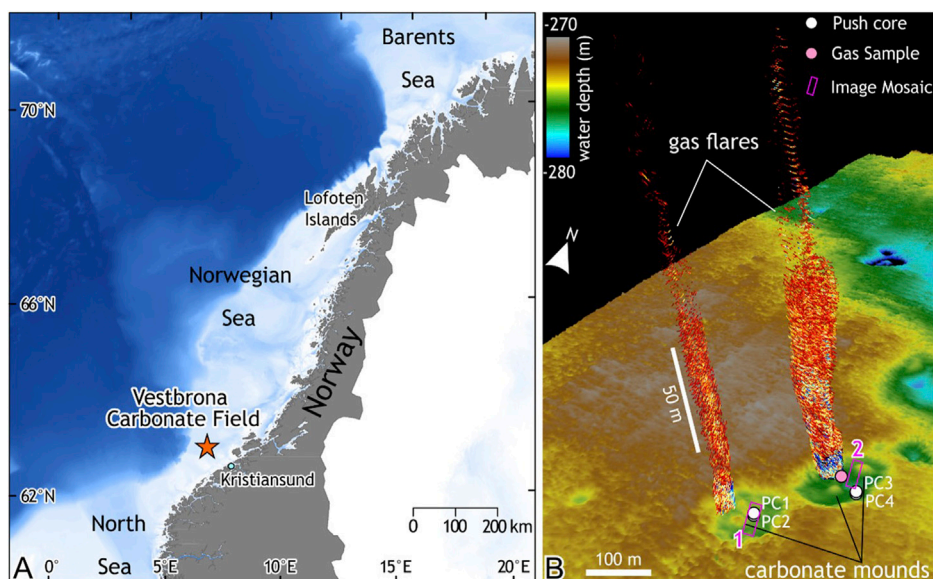 Barents
Sea
70°N
Lofoten
Islands
Norwegian
Sea
66°N
Norway
Vestbrona
Carbonate Field
Kristiansund
62°N
North
Sea
0 100 200 km
A
0°
5°E
10°E
15°E
20°E
-270
water depth (m)
-280
Push core
Gas Sample
Image Mosaic
gas flares
N
50 m
2
PC3
PC4
PC1
PC2
1
carbonate mounds
B
100 m